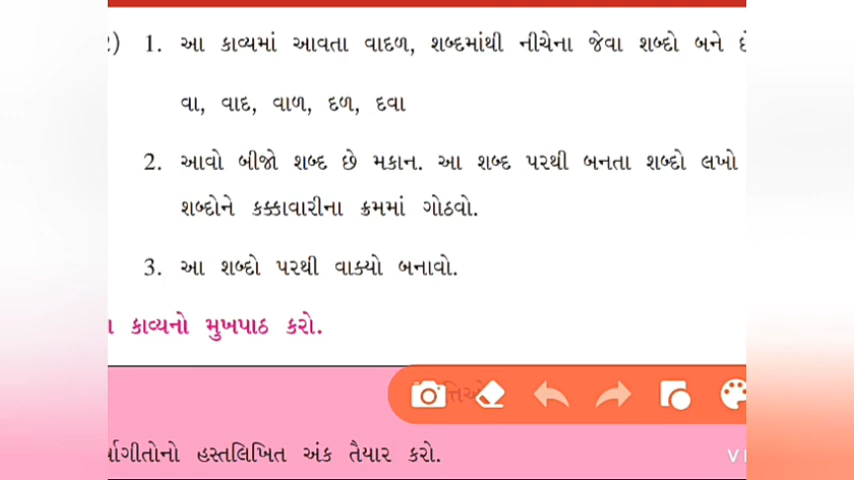 ૨) 1. આ કાવ્યમાં આવતા વાદળ, શબ્દમાંથી નીચેના જેવા શબ્દો બને
વા, વાદ, વાળ, દળ, દવા
2. આવો બીજો શબ્દ છે મકાન. આ શબ્દ પરથી બનતા શબ્દો લખો
શબ્દોને કક્કાવારીના ક્રમમાં ગોઠવો.
3. આ શબ્દો પરથી વાક્યો બનાવો.
કાવ્યનો મુખપાઠ કરો.
હસ્તલિખિત અંક તૈયાર કરો.